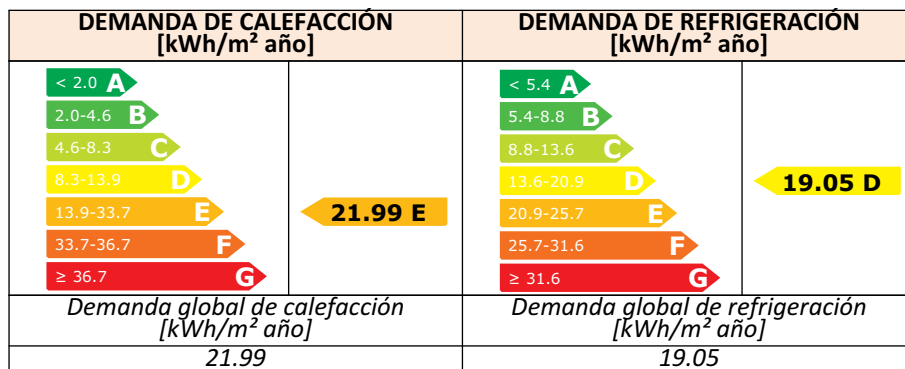 DEMANDA DE CALEFACCIÓN
[kWh/m² año]
DEMANDA DE REFRIGERACIÓN
[kWh/m² año]
< 2.0 A
2.0-4.6 B
4.6-8.3 C
8.3-13.9 D
13.9-33.7 E
33.7-36.7 F
≥ 36.7 G
21.99 E
< 5.4 A
5.4-8.8 B
8.8-13.6 C
13.6-20.9 D
20.9-25.7 E
25.7-31.6 F
≥ 31.6 G
19.05 D
Demanda global de calefacción
[kWh/m² año]
Demanda global de refrigeración
[kWh/m² año]
21.99
19.05